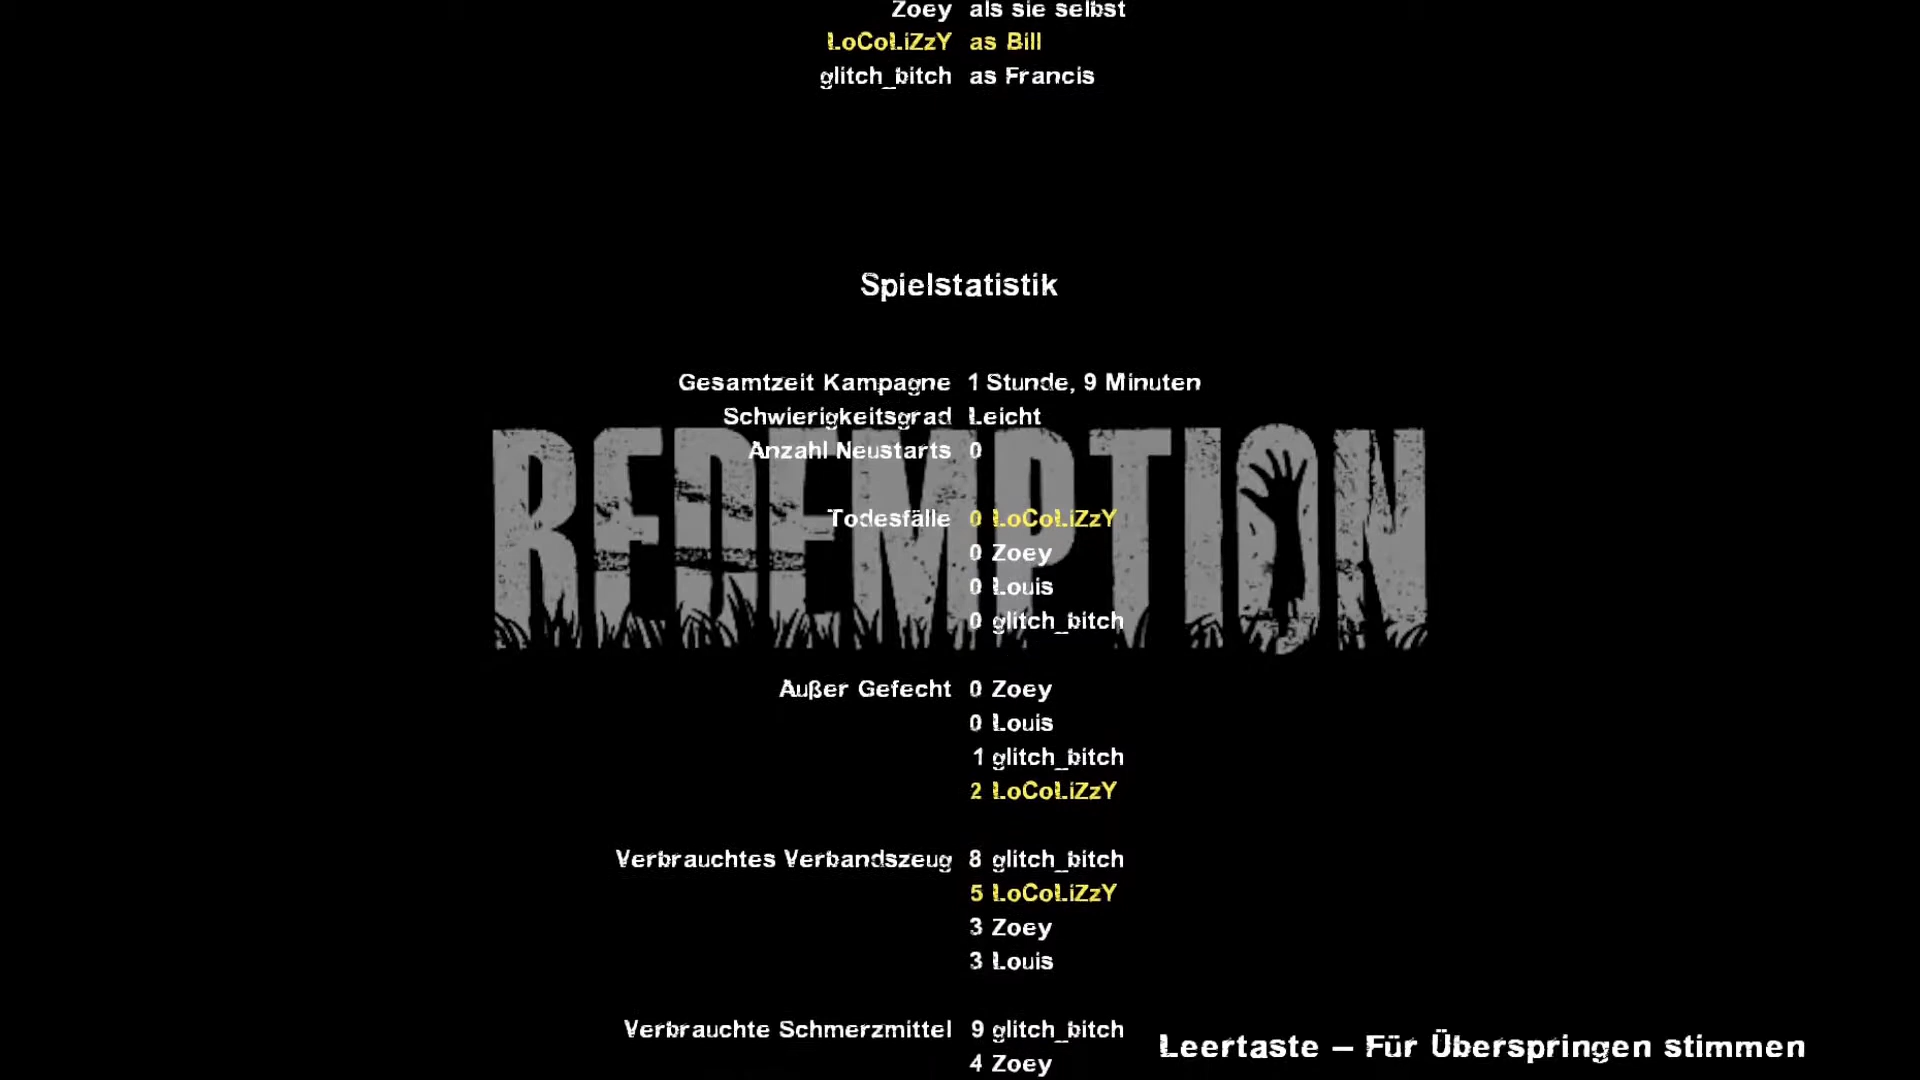 Zoey als sie selbst
LoCoLiZzY as Bill
glitch_bitch as Francis
Spielstatistik
Gesamtzeit Kampagne 1 Stunde, 9 Minuten
Schwierigkeitsgrad Leicht
Anzahl Neustarts 0
REDEMPTION
Todesfälle 0 LoCoLiZzY
0 Zoey
0 Louis
0 glitch_bitch
Außer Gefecht 0 Zoey
0 Louis
1 glitch_bitch
2 LoCoLiZzY
Verbrauchtes Verbandszeug 8 glitch_bitch
5 LoCoLiZzY
3 Zoey
3 Louis
Verbrauchte Schmerzmittel 9 glitch_bitch
4 Zoey
Leertaste – Für Überspringen stimmen